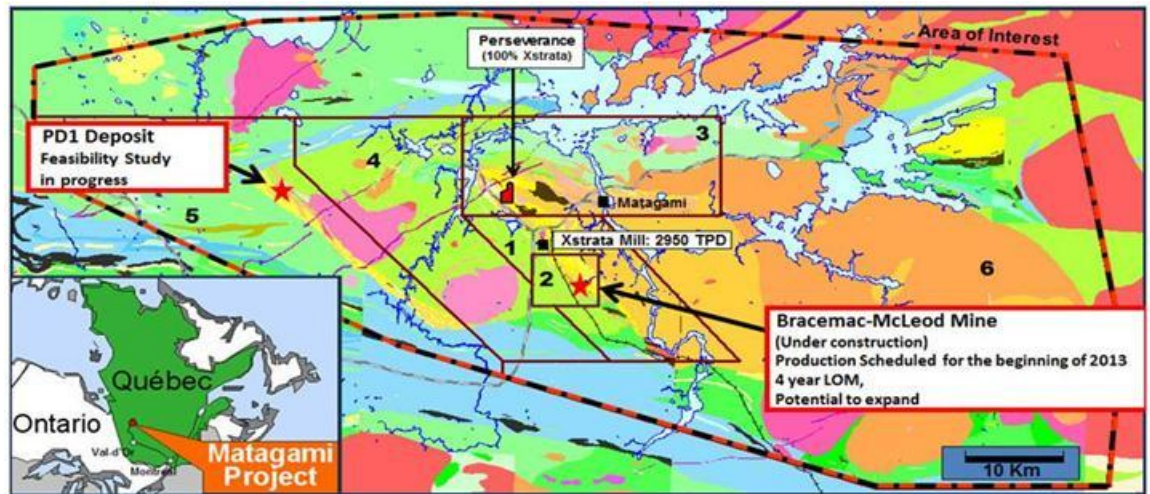 Area of Interest
Perseverance
(100% Xstrata)
3
PD1 Deposit
Feasibility Study
in progress
4
5
Matagami
1
Xstrata Mill: 2950 TPD
2
6
Bracemac-McLeod Mine
(Under construction)
Production Scheduled for the beginning of 2013
4 year LOM,
Potential to expand
10 Km
Québec
Ontario
Val-d'Or
Montréal
Matagami
Project